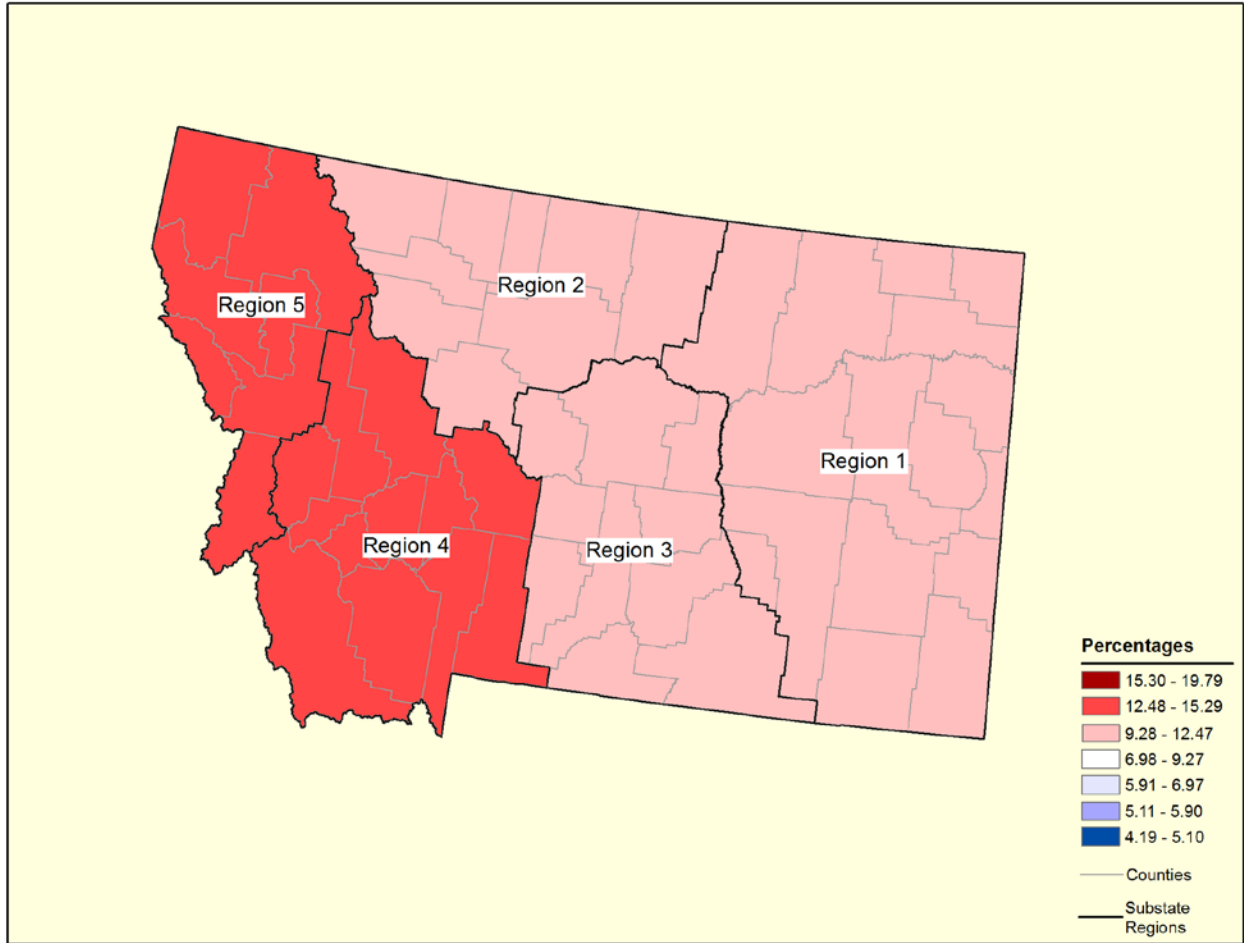 Region 2
Region 5
Region 1
Region 4
Region 3
Percentages
15.30 - 19.79
12.48 - 15.29
9.28 - 12.47
6.98 - 9.27
5.91 - 6.97
5.11 - 5.90
4.19 - 5.10
Counties
Substate
Regions